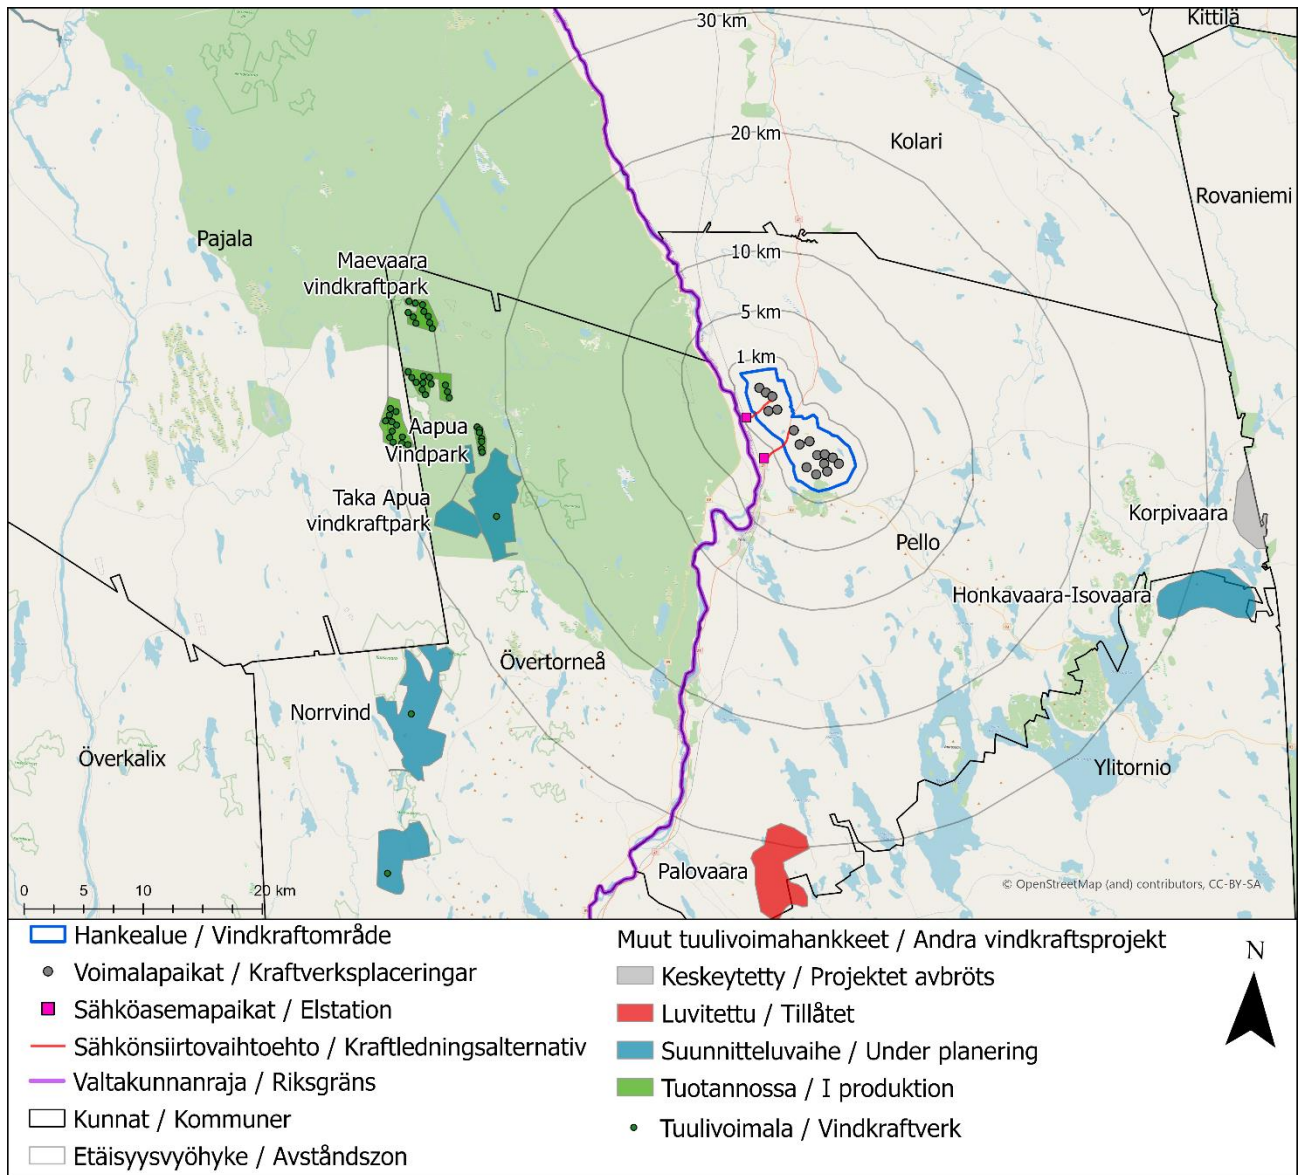 30 km
Kittilä
20 km
Kolari
Rovaniemi
Pajala
Maevaara
vindkraftpark
10 km
5 km
1 km
Aapua
Vindpark
Taka Apua
vindkraftpark
Korpivaara
Pello
Honkavaara-Isovaara
Övertorneå
Norrvind
Överkalix
Ylitornio
Palovaara
0 5 10 20 km
© OpenStreetMap (and) contributors, CC-BY-SA
Hankealue / Vindkraftområde
Voimalapaikat / Kraftverksplaceringar
Sähköasemapaikat / Elstation
Sähkönsiirtovaihtoehto / Kraftledningsalternativ
Valtakunnanraja / Riksgräns
Kunnat / Kommuner
Etäisyysvyöhyke / Avståndszon
Muut tuulivoimahankkeet / Andra vindkraftsprojekt
Keskeytetty / Projektet avbröts
Luvitettu / Tillåtet
Suunnitteluvaihe / Under planering
Tuotannossa / I produktion
Tuulivoimala / Vindkraftverk
N